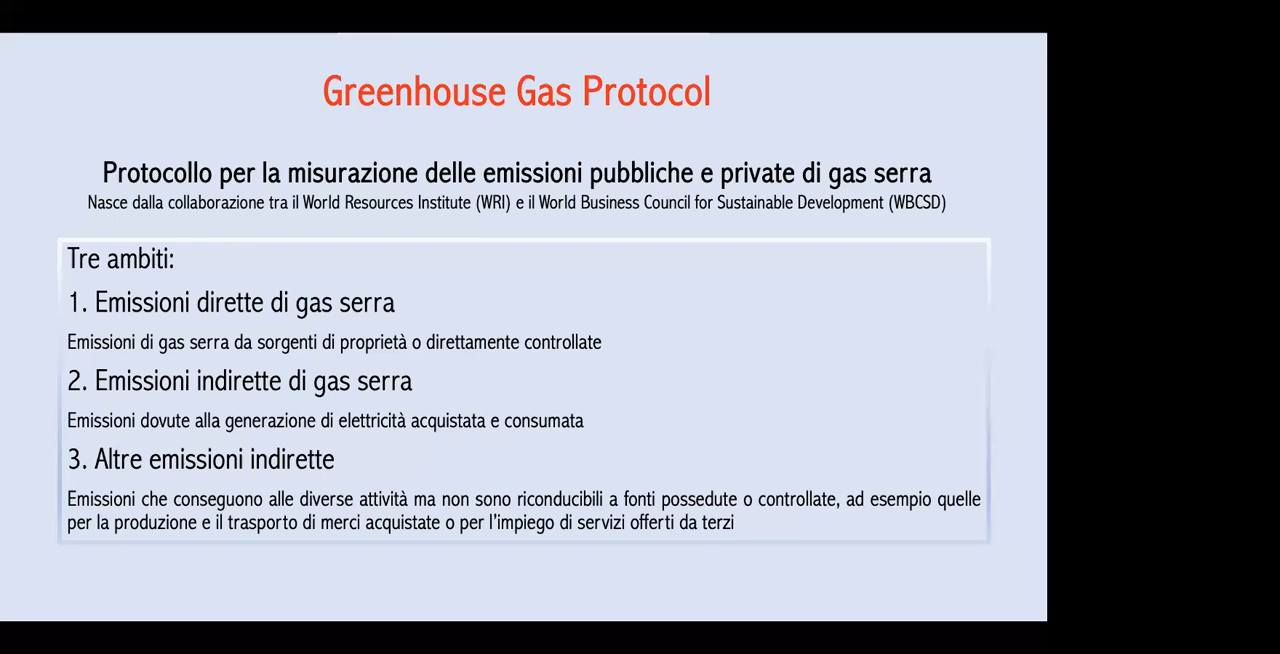 Greenhouse Gas Protocol
Protocollo per la misurazione delle emissioni pubbliche e private di gas serra
Nasce dalla collaborazione tra il World Resources Institute (WRI) e il World Business Council for Sustainable Development (WBCSD)
Tre ambiti:
1. Emissioni dirette di gas serra
Emissioni di gas serra da sorgenti di proprietà o direttamente controllate
2. Emissioni indirette di gas serra
Emissioni dovute alla generazione di elettricità acquistata e consumata
3. Altre emissioni indirette
Emissioni che conseguono alle diverse attività ma non sono riconducibili a fonti possedute o controllate, ad esempio quelle
per la produzione e il trasporto di merci acquistate o per l'impiego di servizi offerti da terzi